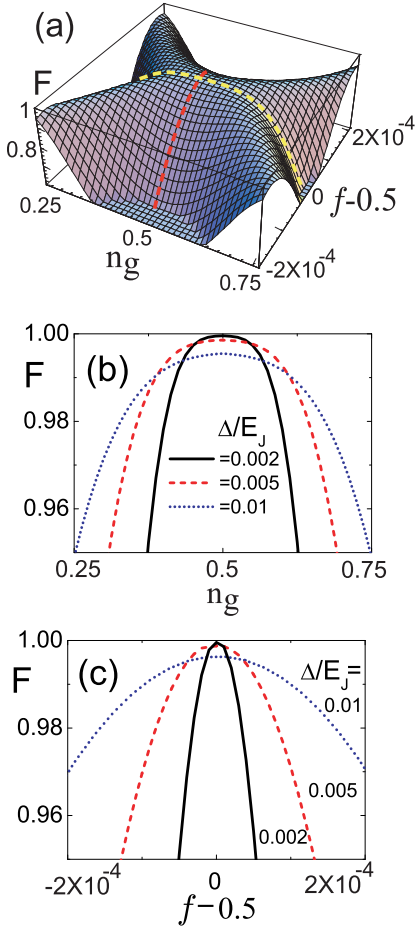 (a)
F
1
0.8
0.25
0.5
0.75
n_g
2X10⁻⁴
0
-2X10⁻⁴
f-0.5
(b)
F
1.00
0.98
0.96
Δ/E_J
=0.002
=0.005
=0.01
0.25 0.5 0.75
n_g
(c)
F
1.00
0.98
0.96
Δ/E_J=
0.01
0.005
0.002
-2X10⁻⁴ 0 2X10⁻⁴
f-0.5